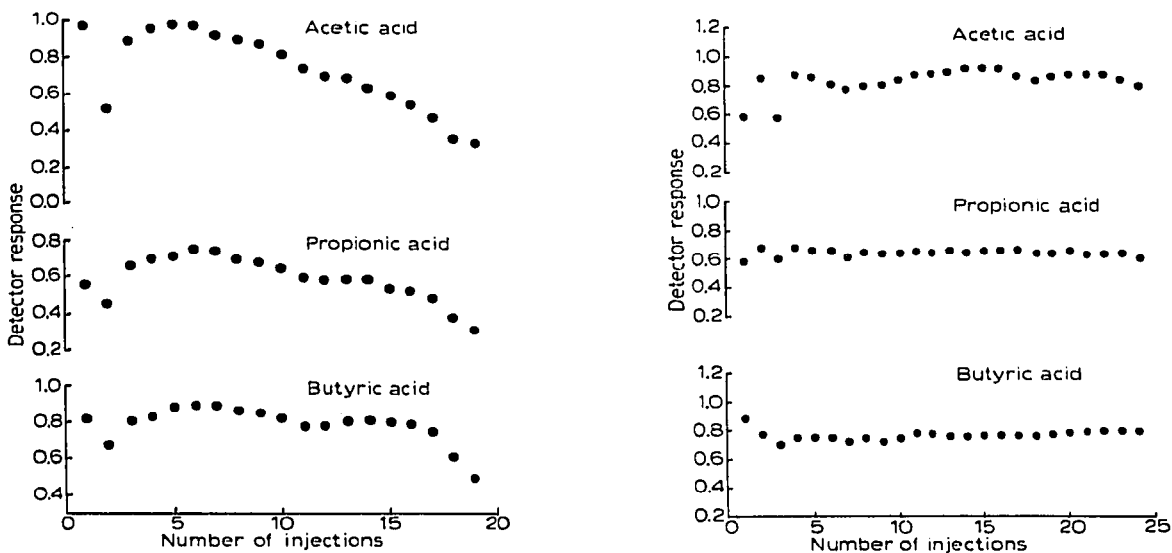 1.0
0.8
0.6
0.4
0.2
0.0
Acetic acid
Detector response
0.8
0.6
0.4
0.2
Propionic acid
1.0
0.8
0.6
0.4
Butyric acid
0 5 10 15 20
Number of injections
1.2
1.0
0.8
0.6
0.4
0.2
Acetic acid
Detector response
1.0
0.8
0.6
0.4
0.2
Propionic acid
1.2
1.0
0.8
0.6
0.4
0.2
Butyric acid
0 5 10 15 20 25
Number of injections